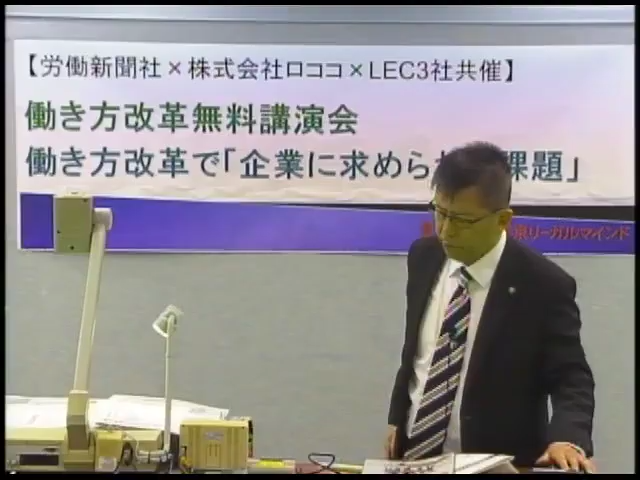 【労働新聞社×株式会社ロココ×LEC3社共催】
働き方改革無料講演会
働き方改革で「企業に求めら 課題」
京リーガルマインド